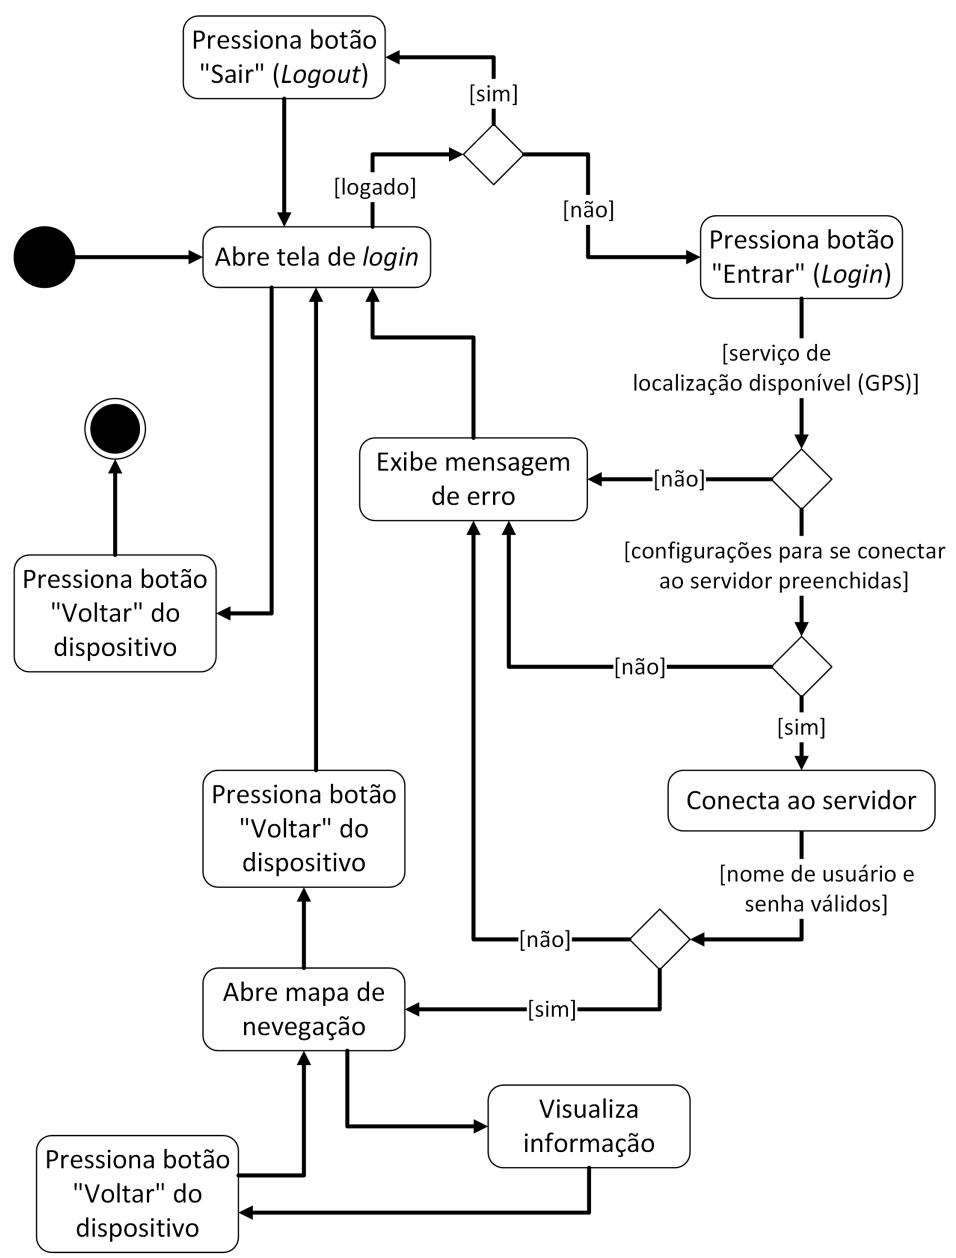 Pressiona botão
"Sair" (Logout)
[sim]
[logado]
[não]
Pressiona botão
"Entrar" (Login)
Abre tela de login
[serviço de
localização disponível (GPS)]
Exibe mensagem
de erro
[não]
[configurações para se conectar
ao servidor preenchidas]
Pressiona botão
"Voltar" do
dispositivo
[não]
[sim]
Conecta ao servidor
Pressiona botão
"Voltar" do
dispositivo
[nome de usuário e
senha válidos]
[não]
Abre mapa de
nevegação
[sim]
Visualiza
informação
Pressiona botão
"Voltar" do
dispositivo